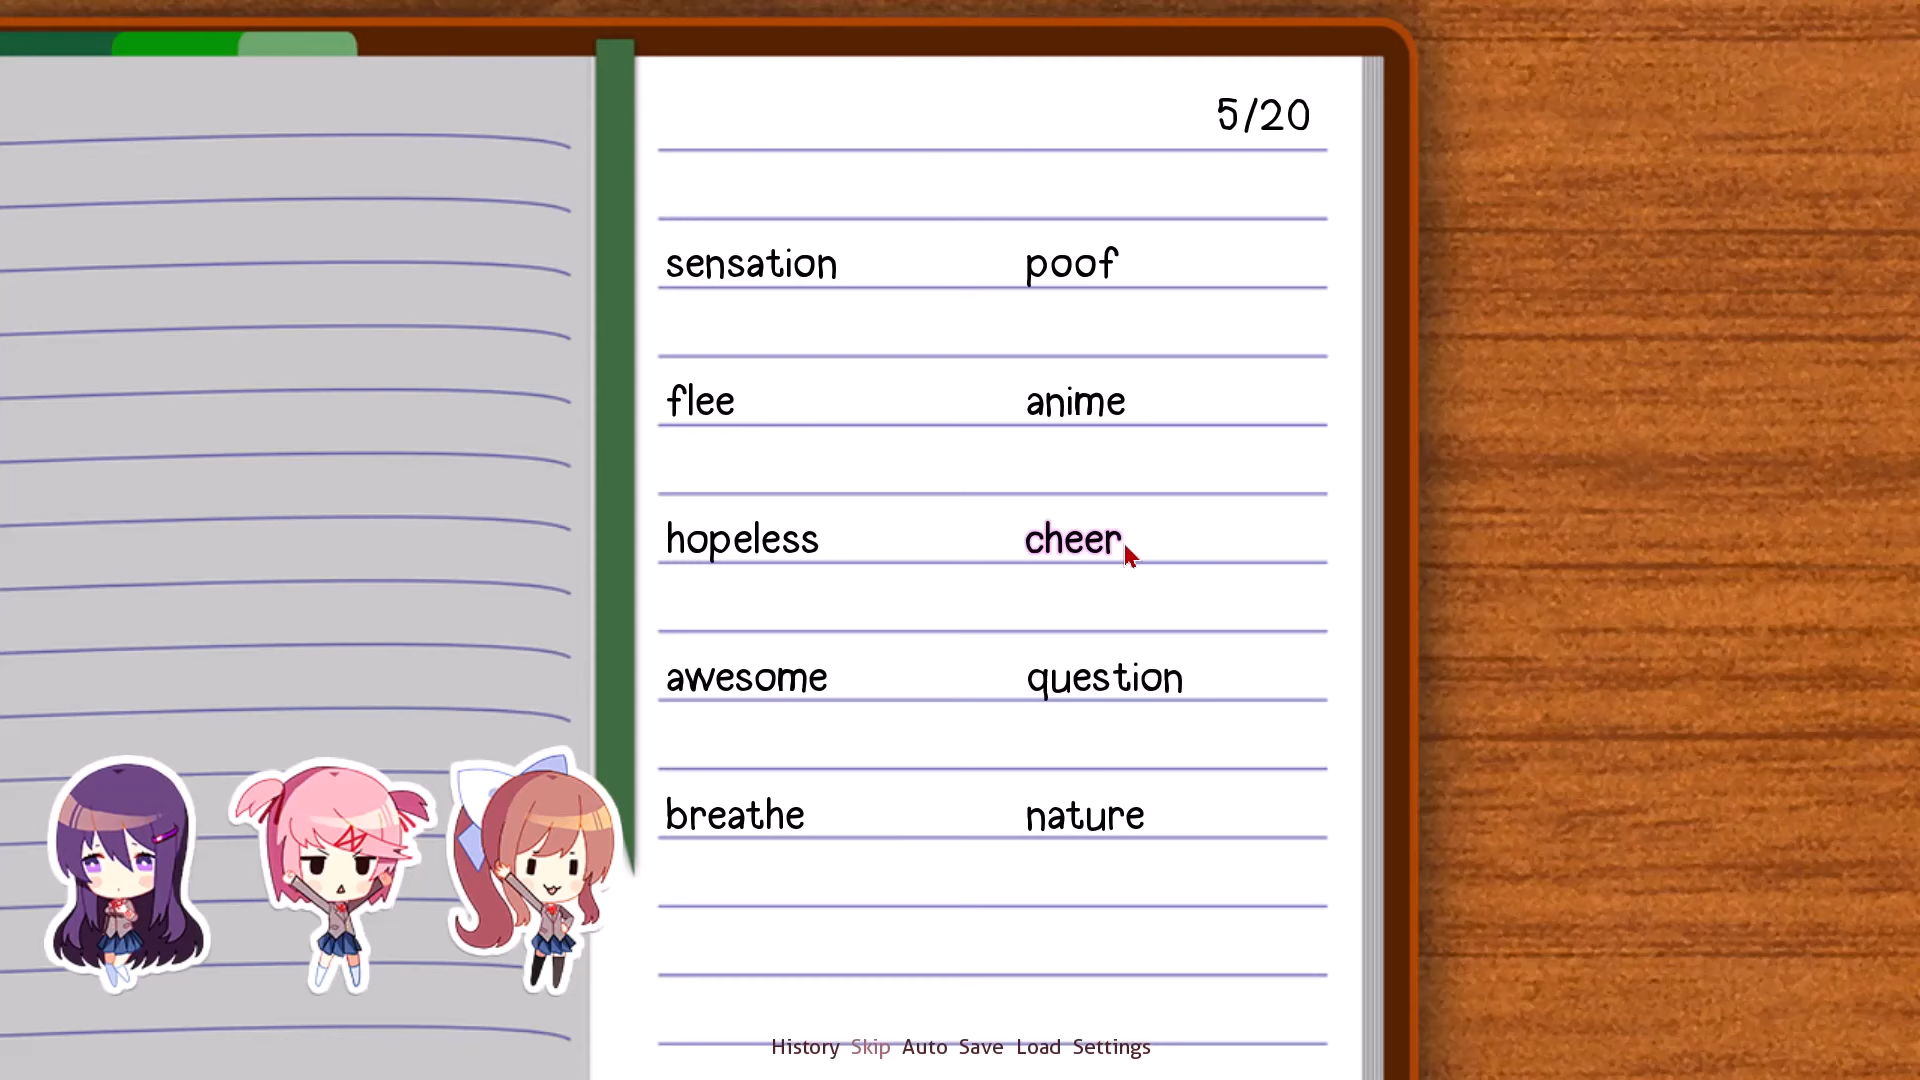 5/20
sensation poof
flee anime
hopeless cheer
awesome question
breathe nature
History Skip Auto Save Load Settings